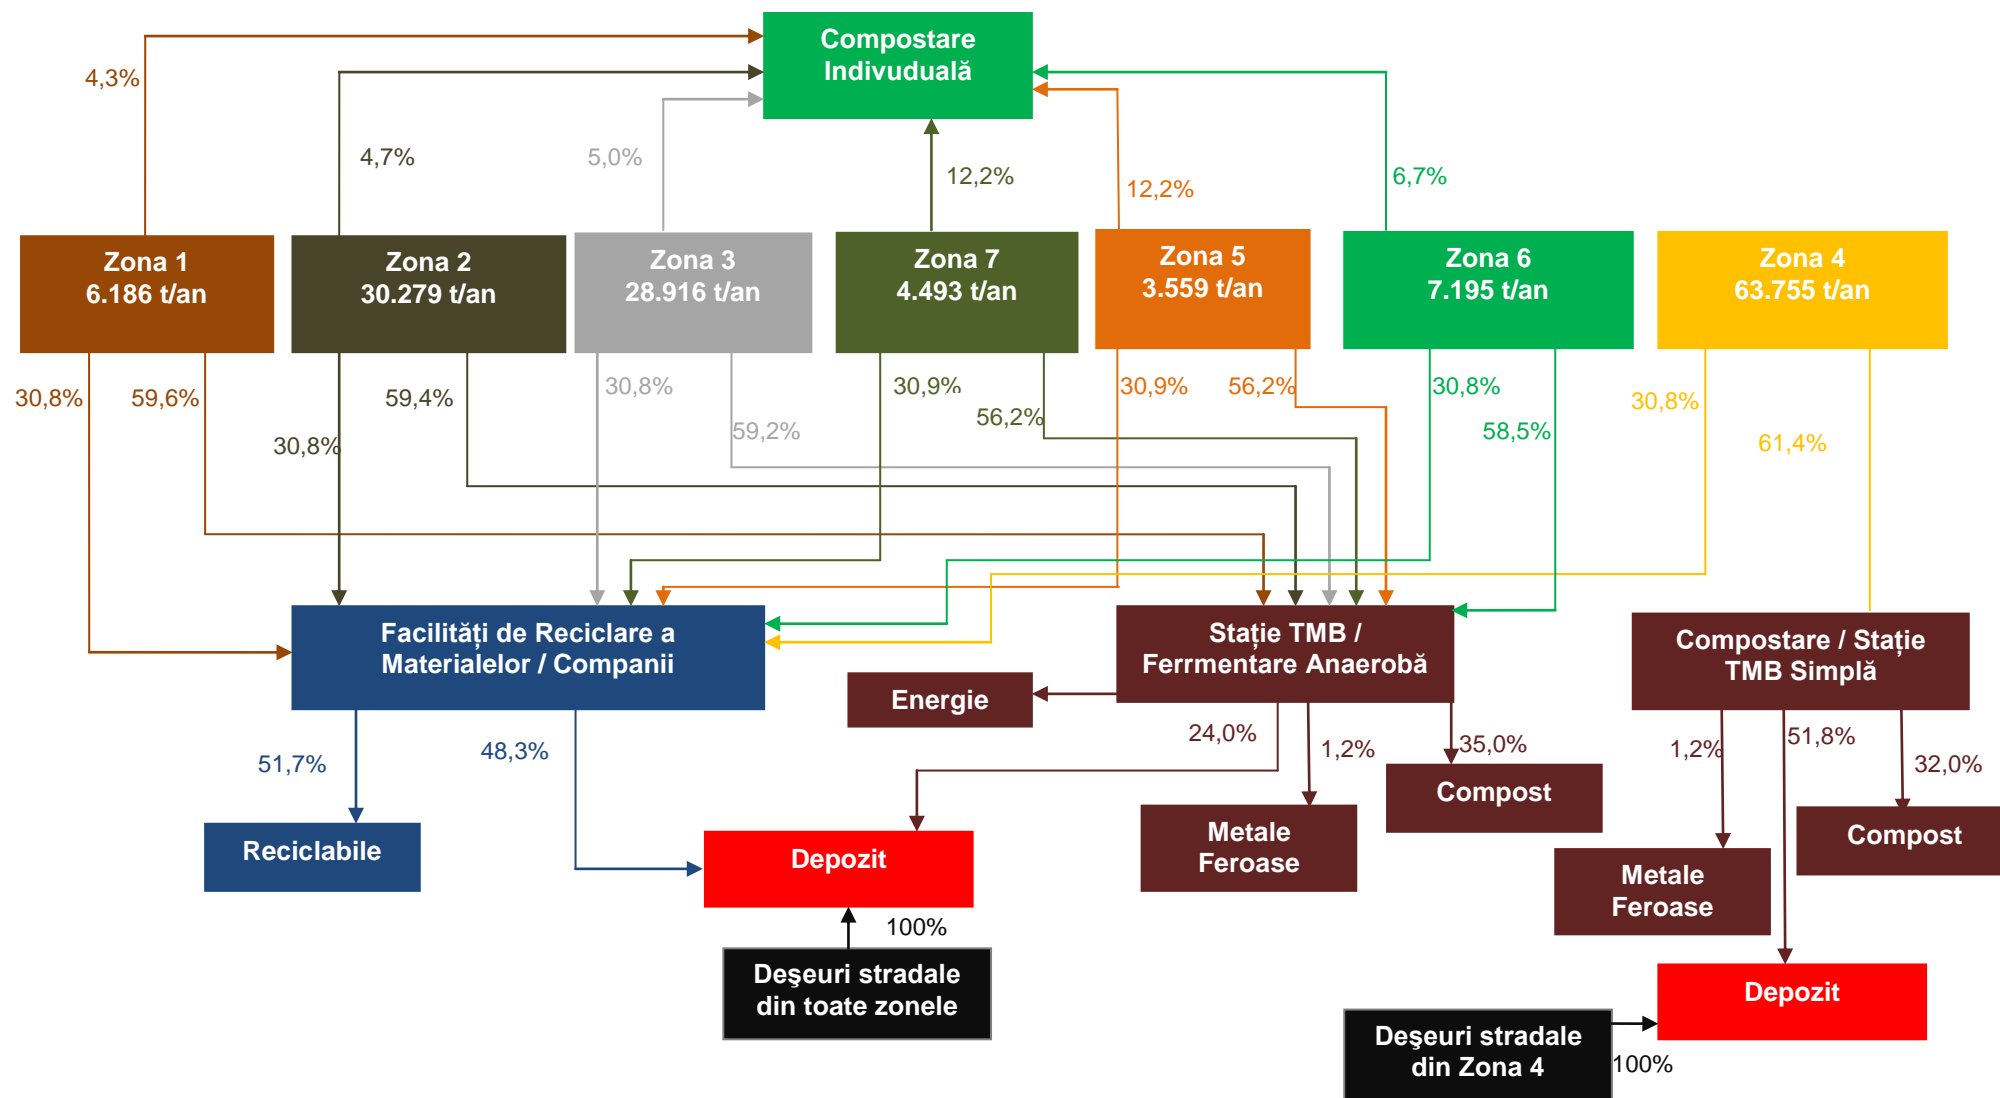 Compostare
Indivuduală
4,3%
4,7%
5,0%
12,2%
12,2%
6,7%
Zona 1
6.186 t/an
Zona 2
30.279 t/an
Zona 3
28.916 t/an
Zona 7
4.493 t/an
Zona 5
3.559 t/an
Zona 6
7.195 t/an
Zona 4
63.755 t/an
30,8%
59,6%
30,8%
59,4%
30,8%
59,2%
30,9%
56,2%
30,9%
56,2%
30,8%
58,5%
30,8%
61,4%
Facilități de Reciclare a
Materialelor / Companii
Stație TMB /
Ferrmentare Anaerobă
Compostare / Stație
TMB Simplă
Energie
51,7%
48,3%
24,0%
1,2%
35,0%
1,2%
51,8%
32,0%
Reciclabile
Depozit
Metale
Feroase
Compost
Metale
Feroase
Compost
100%
Deşeuri stradale
din toate zonele
Depozit
Deşeuri stradale
din Zona 4
100%